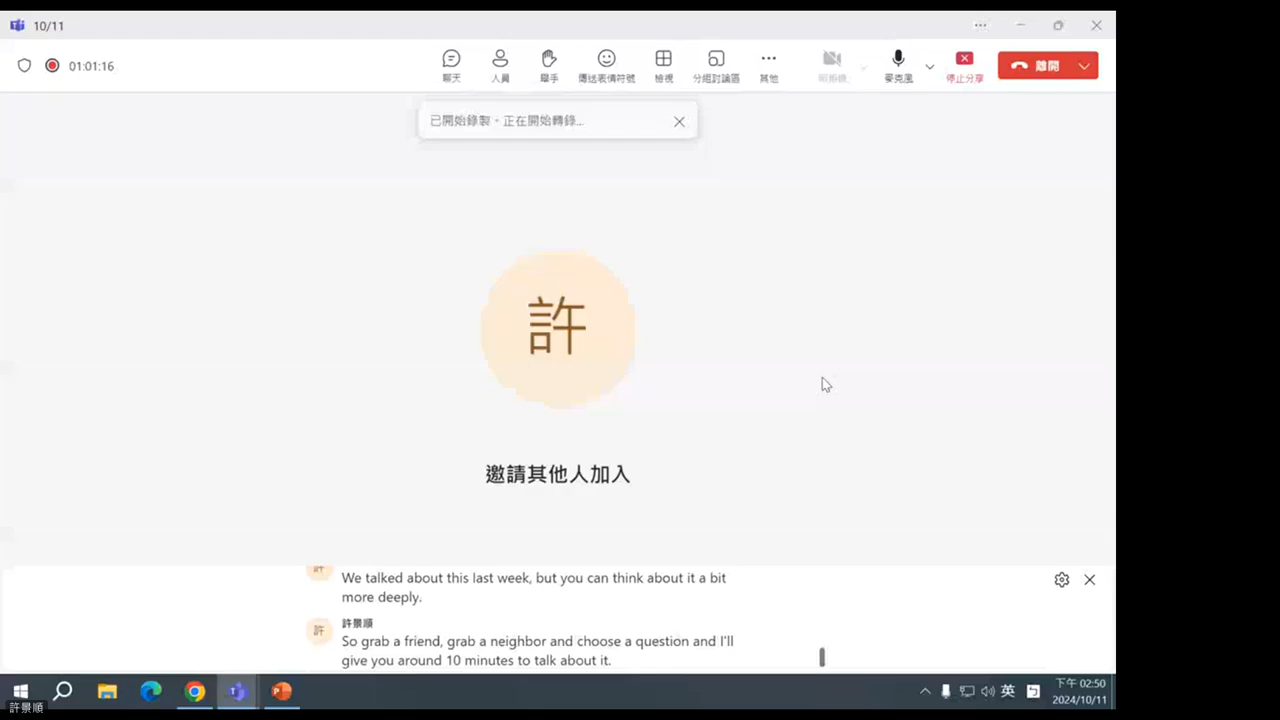 10/11
01:01:16
聊天
人員
舉手
傳送表情符號
檢視
分組討論區
其他
照相機
麥克風
停止分享
離開
已開始錄製。正在開始轉錄...
許
邀請其他人加入
許
We talked about this last week, but you can think about it a bit
more deeply.
許景順
許
So grab a friend, grab a neighbor and choose a question and I'll
give you around 10 minutes to talk about it.
英
下午 02:50
2024/10/11
許景順